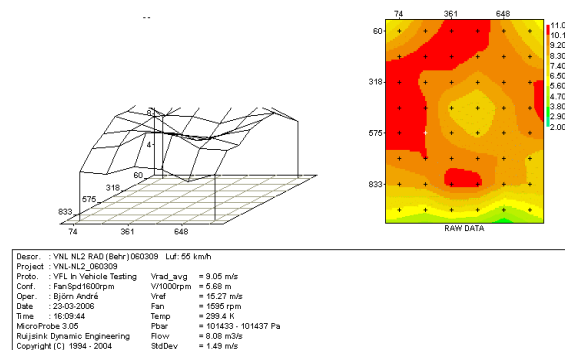 --
74 361 648
60
318
575
833
RAW DATA
11.0
10.1
9.20
8.30
7.40
6.50
5.60
4.70
3.80
2.90
2.00
8
4
60
318
575
833
74 361 648
Descr. : VNL NL2 RAD (Behr) 060309 Luf: 55 km/h
Project : VNL-NL2_060309
Proto. : VFL In Vehicle Testing Vrad_avg = 9.05 m/s
Conf. : FanSpd1600rpm V/1000rpm = 5.68 m
Oper. : Björn André Vref = 15.27 m/s
Date : 23-03-2006 Fan = 1595 rpm
Time : 16:09:44 Temp = 299.4 K
MicroProbe 3.05 Pbar = 101433 - 101437 Pa
Ruijsink Dynamic Engineering Flow = 8.08 m3/s
Copyright (C) 1994 - 2004 StdDev = 1.49 m/s